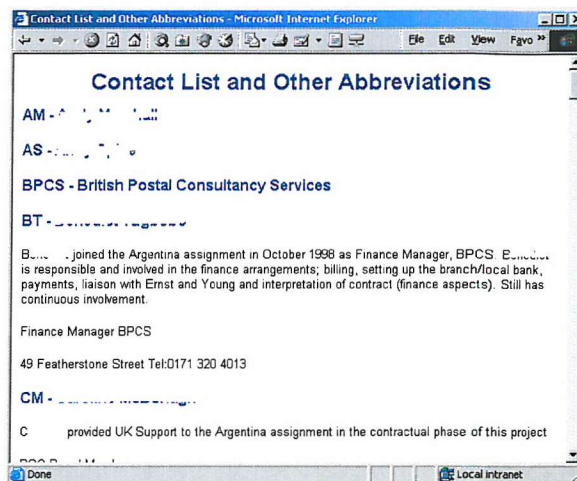 Contact List and Other Abbreviations - Microsoft Internet Explorer
File Edit View Favo »
Contact List and Other Abbreviations
AM -
AS -
BPCS - British Postal Consultancy Services
BT -
joined the Argentina assignment in October 1998 as Finance Manager, BPCS.
is responsible and involved in the finance arrangements; billing, setting up the branch/local bank,
payments, liaison with Ernst and Young and interpretation of contract (finance aspects). Still has
continuous involvement.
Finance Manager BPCS
49 Featherstone Street Tel:0171 320 4013
CM -
C provided UK Support to the Argentina assignment in the contractual phase of this project
Done Local intranet